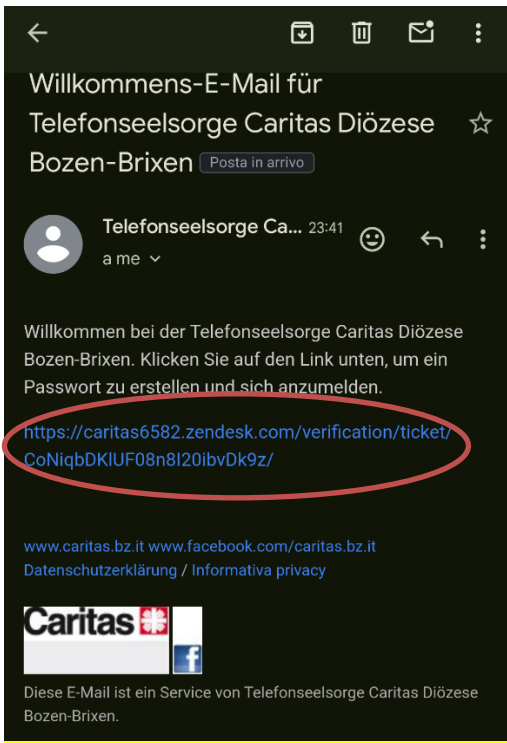 Willkommens-E-Mail für
Telefonseelsorge Caritas Diözese
Bozen-Brixen Posta in arrivo
Telefonseelsorge Ca... 23:41
a me
Willkommen bei der Telefonseelsorge Caritas Diözese
Bozen-Brixen. Klicken Sie auf den Link unten, um ein
Passwort zu erstellen und sich anzumelden.
https://caritas6582.zendesk.com/verification/ticket/
CoNiqbDKlUF08n8I20ibvDk9z/
www.caritas.bz.it www.facebook.com/caritas.bz.it
Datenschutzerklärung / Informativa privacy
Caritas
f
Diese E-Mail ist ein Service von Telefonseelsorge Caritas Diözese
Bozen-Brixen.